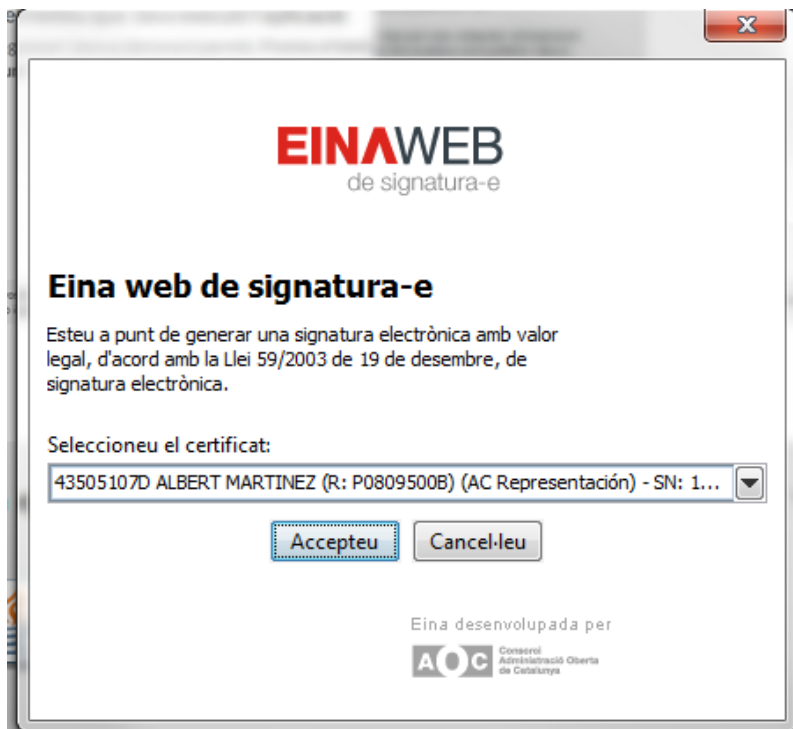 EINAWEB
de signatura-e
Eina web de signatura-e
Esteu a punt de generar una signatura electrònica amb valor
legal, d'acord amb la Llei 59/2003 de 19 de desembre, de
signatura electrònica.
Seleccioneu el certificat:
43505107D ALBERT MARTINEZ (R: P0809500B) (AC Representación) - SN: 1...
Accepteu
Cancel·leu
Eina desenvolupada per
AOC
Consorci
Administració Oberta
de Catalunya